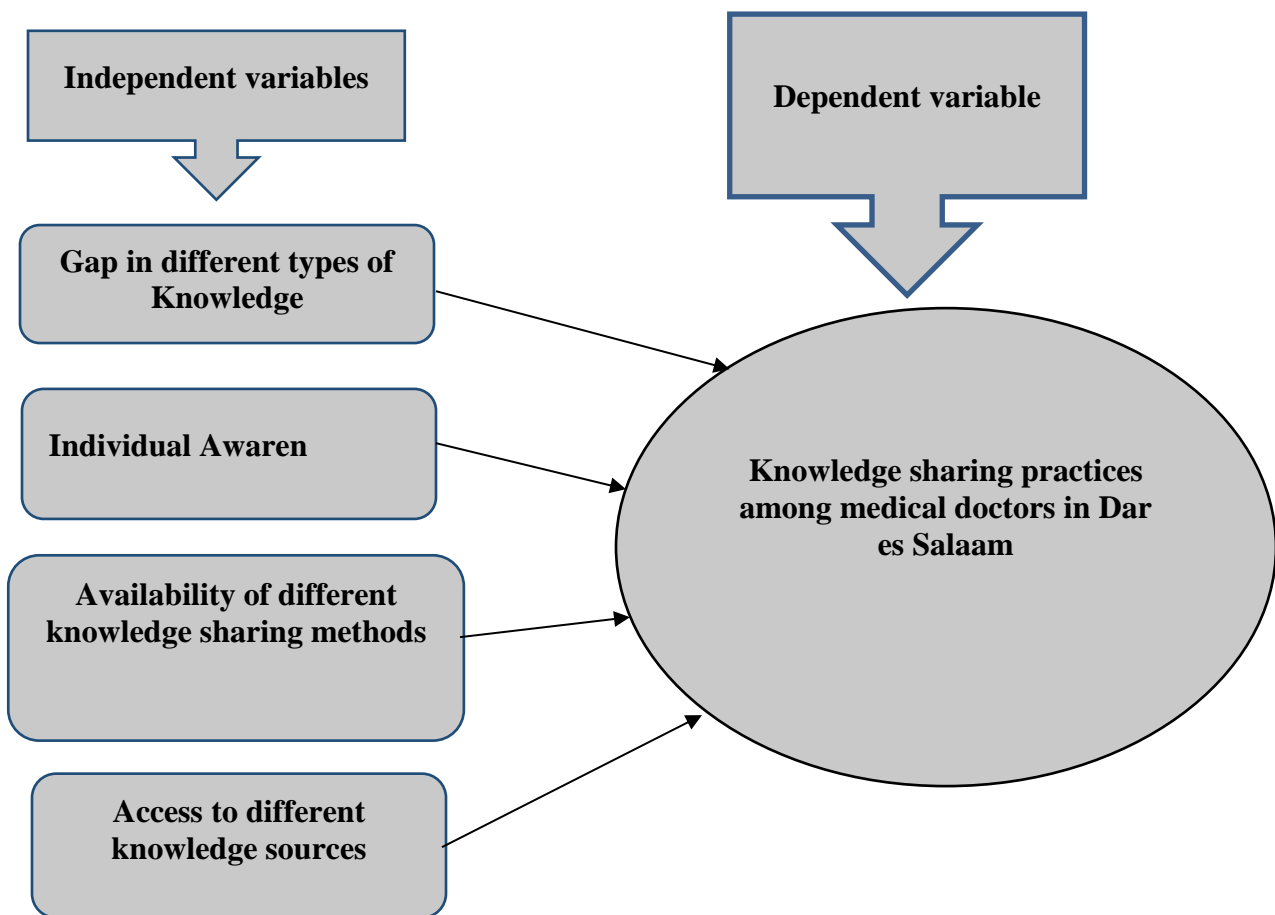 Independent variables
Dependent variable
Gap in different types of
Knowledge
Individual Awaren
Availability of different
knowledge sharing methods
Access to different
knowledge sources
Knowledge sharing practices
among medical doctors in Dar
es Salaam